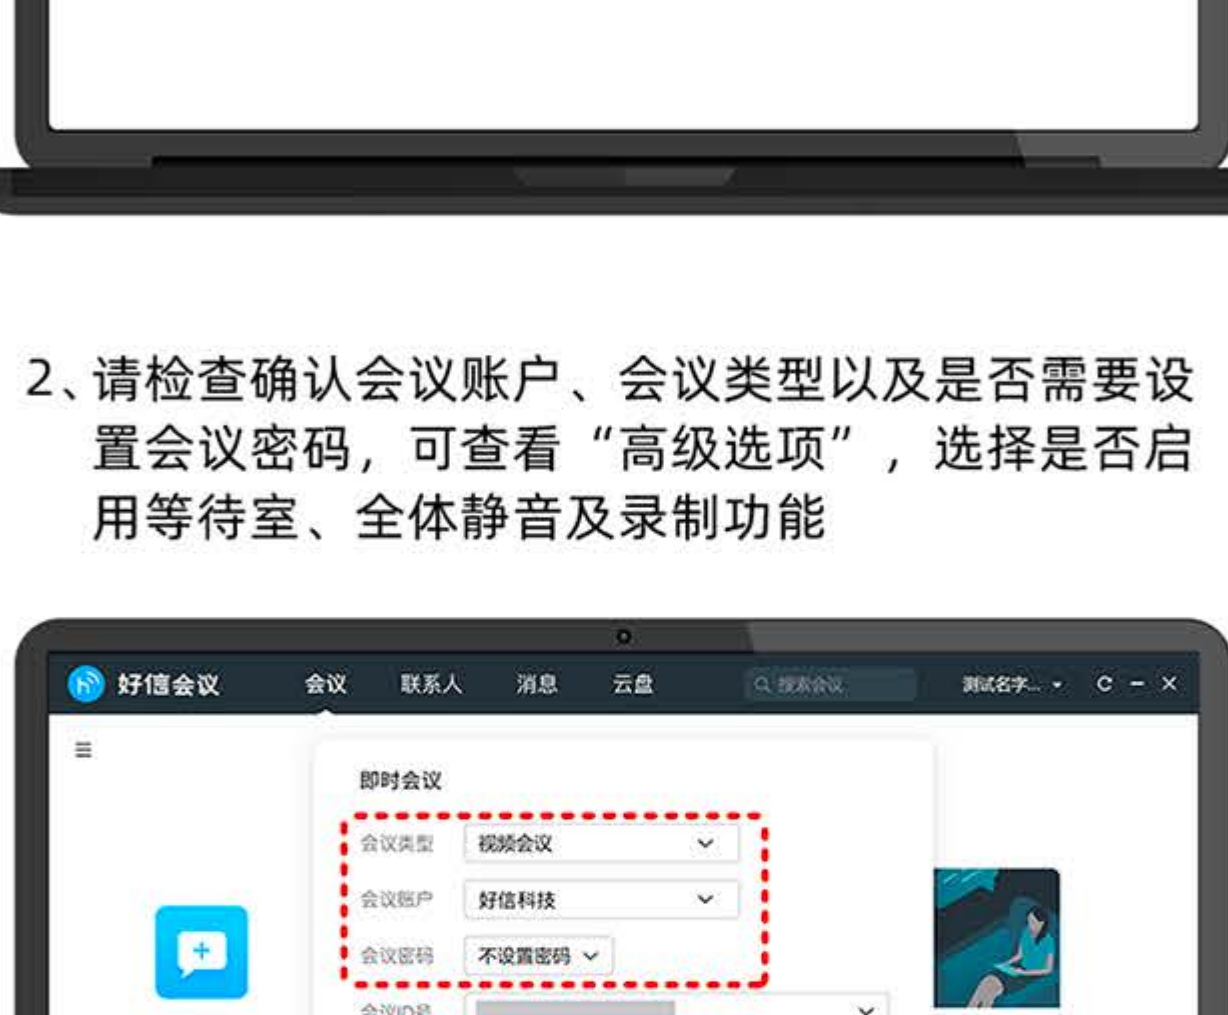 2、请检查确认会议账户、会议类型以及是否需要设
置会议密码，可查看“高级选项”，选择是否启
用等待室、全体静音及录制功能
好信会议 会议 联系人 消息 云盘 搜索会议 测试名字...
即时会议
会议类型 视频会议
会议账户 好信科技
会议密码 不设置密码
会议ID号